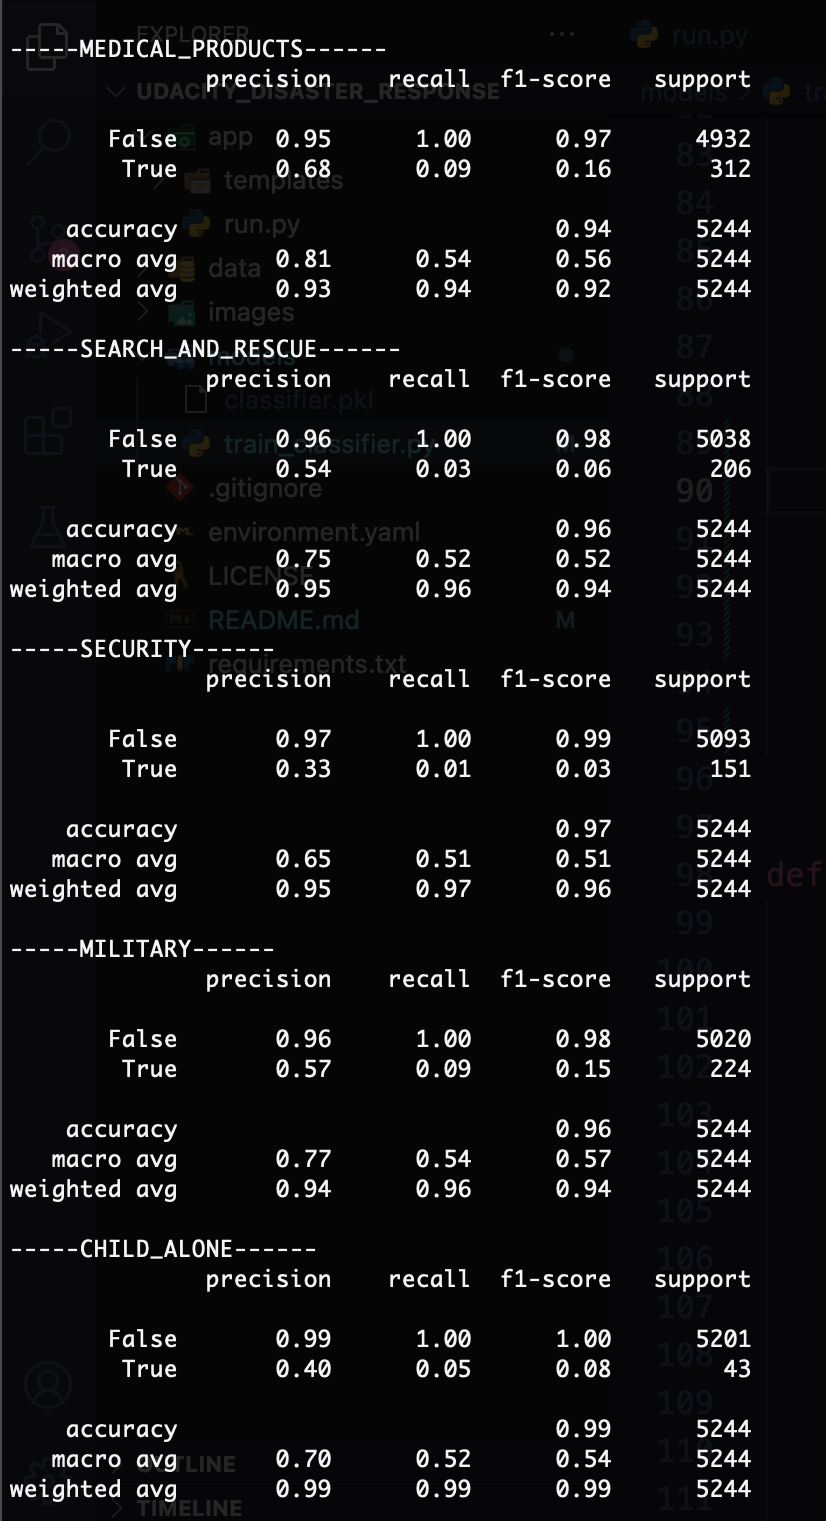 -----MEDICAL_PRODUCTS------
precision recall f1-score support
False 0.95 1.00 0.97 4932
True 0.68 0.09 0.16 312
accuracy 0.94 5244
macro avg 0.81 0.54 0.56 5244
weighted avg 0.93 0.94 0.92 5244
-----SEARCH_AND_RESCUE------
precision recall f1-score support
False 0.96 1.00 0.98 5038
True 0.54 0.03 0.06 206
accuracy 0.96 5244
macro avg 0.75 0.52 0.52 5244
weighted avg 0.95 0.96 0.94 5244
-----SECURITY------
precision recall f1-score support
False 0.97 1.00 0.99 5093
True 0.33 0.01 0.03 151
accuracy 0.97 5244
macro avg 0.65 0.51 0.51 5244
weighted avg 0.95 0.97 0.96 5244
-----MILITARY------
precision recall f1-score support
False 0.96 1.00 0.98 5020
True 0.57 0.09 0.15 224
accuracy 0.96 5244
macro avg 0.77 0.54 0.57 5244
weighted avg 0.94 0.96 0.94 5244
-----CHILD_ALONE------
precision recall f1-score support
False 0.99 1.00 1.00 5201
True 0.40 0.05 0.08 43
accuracy 0.99 5244
macro avg 0.70 0.52 0.54 5244
weighted avg 0.99 0.99 0.99 5244
EXPLORER
run.py
UDACITY_DISASTER_RESPONSE
models
app
templates
run.py
data
images
models
classifier.pkl
train_classifier.py
.gitignore
environment.yaml
LICENSE
README.md M
requirements.txt
OUTLINE
TIMELINE
84
87
90
93
def
99
105
106
107
109